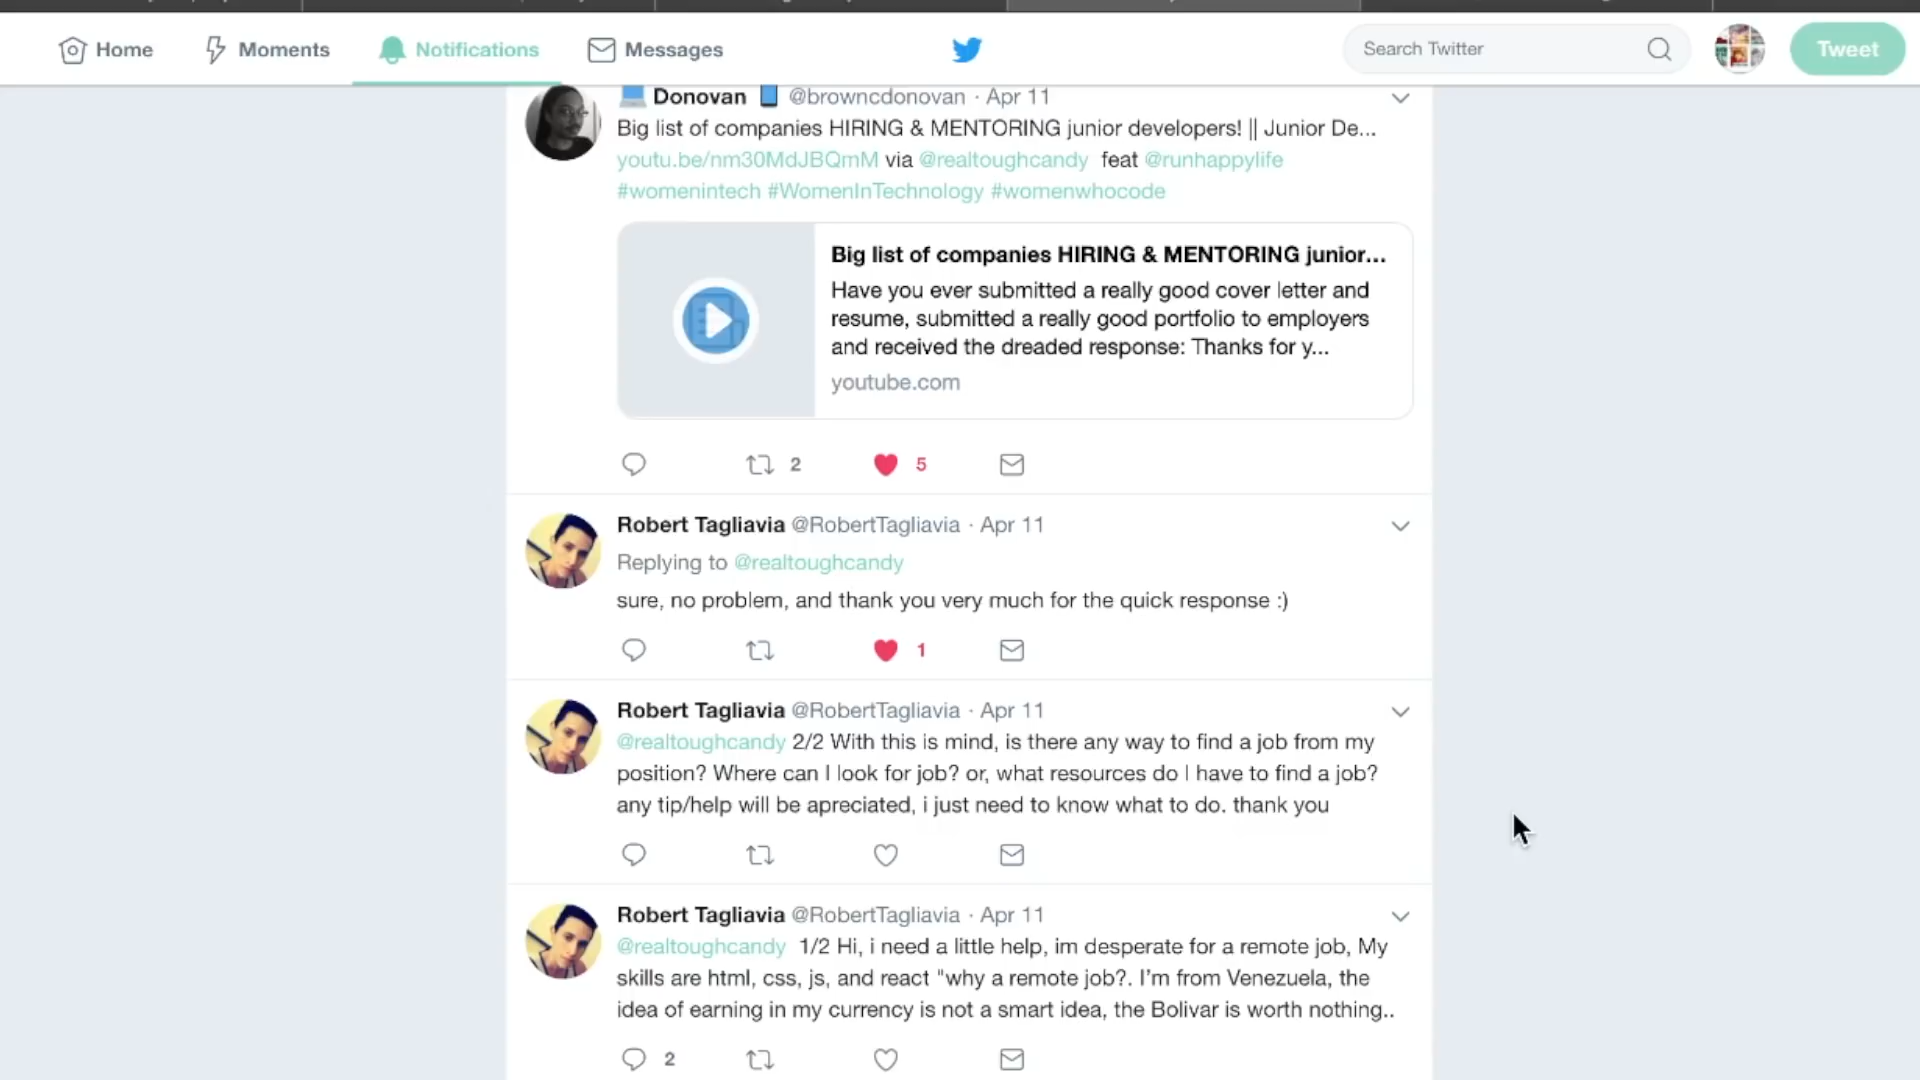 Home Moments Notifications Messages Search Twitter Tweet
Donovan @browncdonovan · Apr 11
Big list of companies HIRING & MENTORING junior developers! || Junior De...
youtu.be/nm30MdJBQmM via @realtoughcandy feat @runhappylife
#womenintech #WomenInTechnology #womenwhocode
Big list of companies HIRING & MENTORING junior...
Have you ever submitted a really good cover letter and
resume, submitted a really good portfolio to employers
and received the dreaded response: Thanks for y...
youtube.com
2 5
Robert Tagliavia @RobertTagliavia · Apr 11
Replying to @realtoughcandy
sure, no problem, and thank you very much for the quick response :)
1
Robert Tagliavia @RobertTagliavia · Apr 11
@realtoughcandy 2/2 With this is mind, is there any way to find a job from my
position? Where can I look for job? or, what resources do I have to find a job?
any tip/help will be apreciated, i just need to know what to do. thank you
Robert Tagliavia @RobertTagliavia · Apr 11
@realtoughcandy 1/2 Hi, i need a little help, im desperate for a remote job, My
skills are html, css, js, and react "why a remote job?. I'm from Venezuela, the
idea of earning in my currency is not a smart idea, the Bolivar is worth nothing..
2